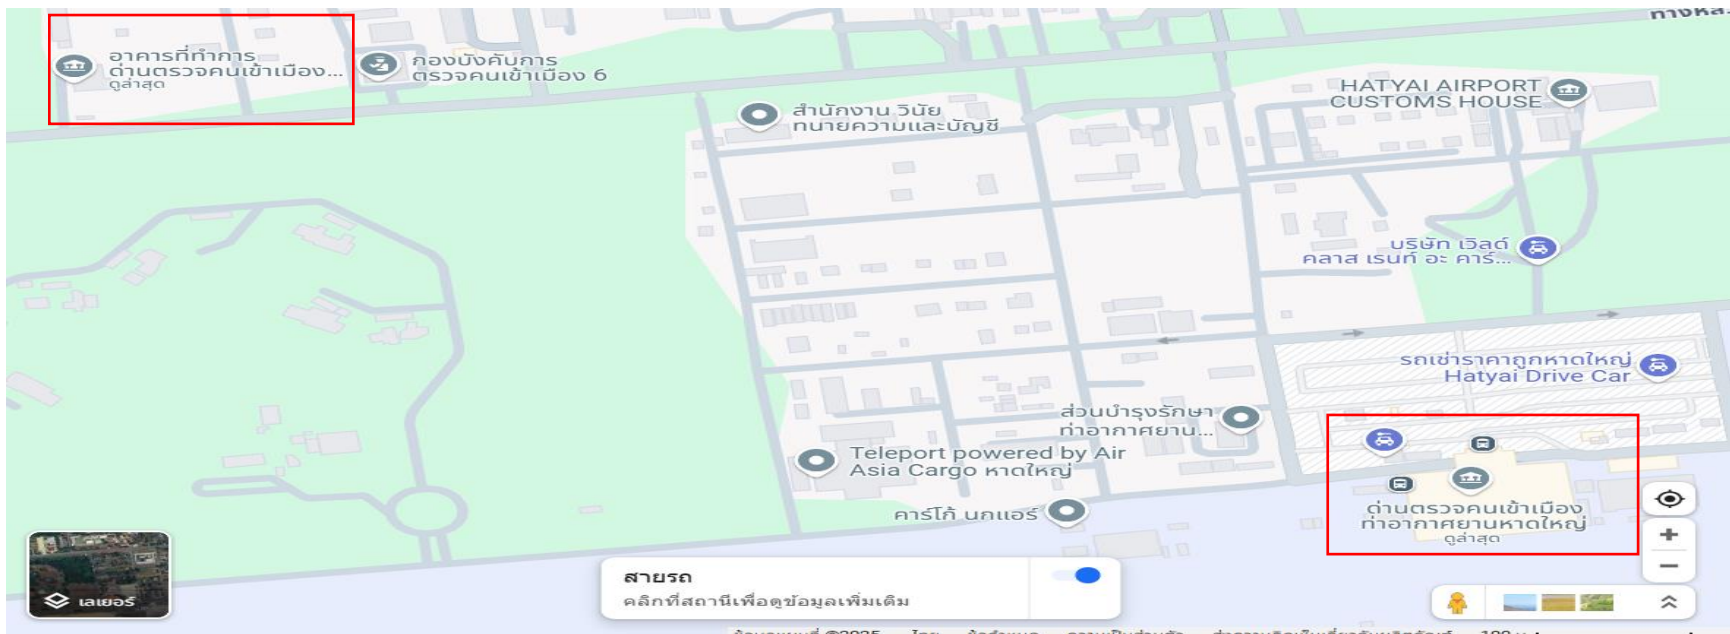 ทางหล...
อาคารที่ทำการ
ด่านตรวจคนเข้าเมือง...
ดูล่าสุด
กองบังคับการ
ตรวจคนเข้าเมือง 6
สำนักงาน วินัย
ทนายความและบัญชี
HATYAI AIRPORT
CUSTOMS HOUSE
บริษัท เวิลด์
คลาส เรนท์ อะ คาร์...
รถเช่าราคาถูกหาดใหญ่
Hatyai Drive Car
ส่วนบำรุงรักษา
ท่าอากาศยาน...
Teleport powered by Air
Asia Cargo หาดใหญ่
คาร์โก้ นกแอร์
ด่านตรวจคนเข้าเมือง
ท่าอากาศยานหาดใหญ่
ดูล่าสุด
เลเยอร์
สายรถ
คลิกที่สถานีเพื่อดูข้อมูลเพิ่มเติม